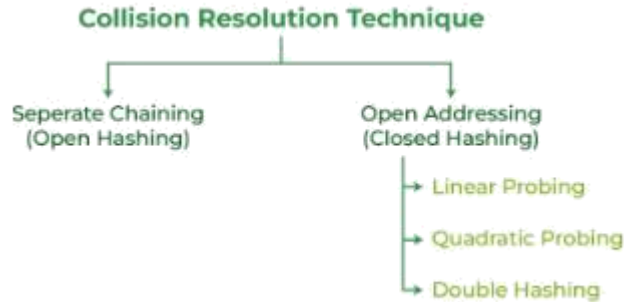 Collision Resolution Technique
Seperate Chaining
(Open Hashing)
Open Addressing
(Closed Hashing)
Linear Probing
Quadratic Probing
Double Hashing